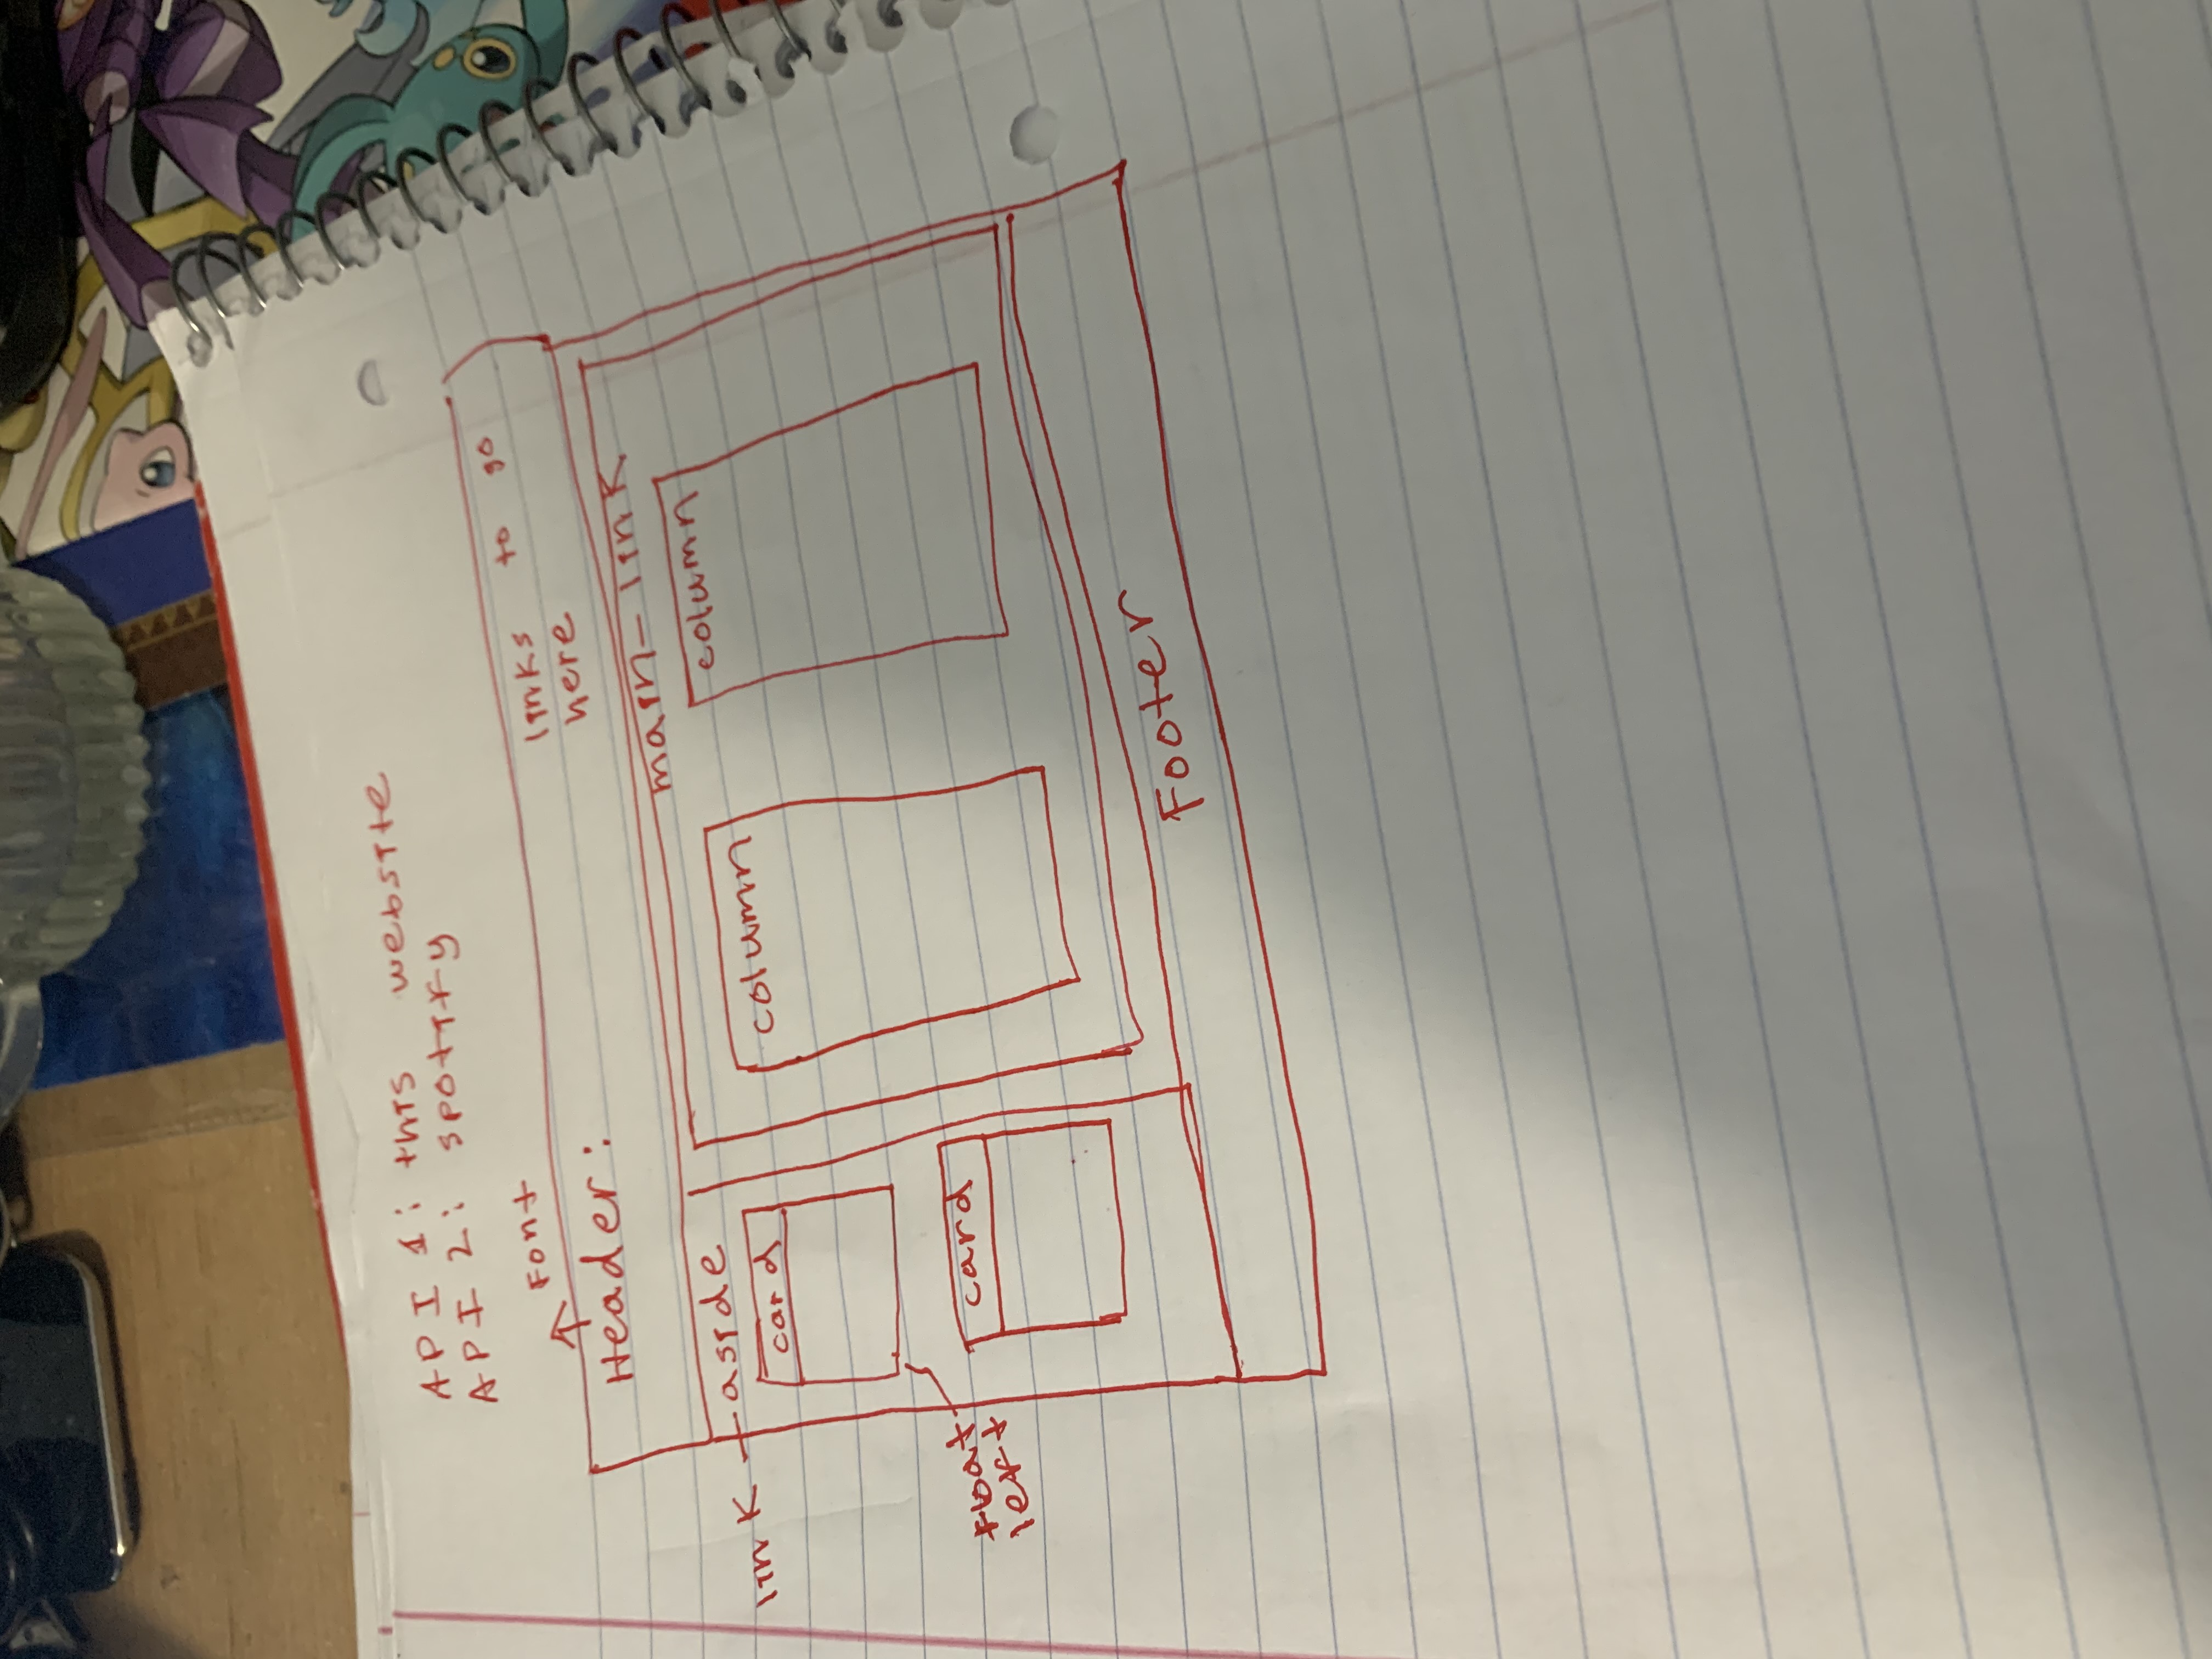 API 1: this website
API 2: spotify
Font
Header:
links to go
here
main-link
link
aside
card
column
column
float
left
card
Footer